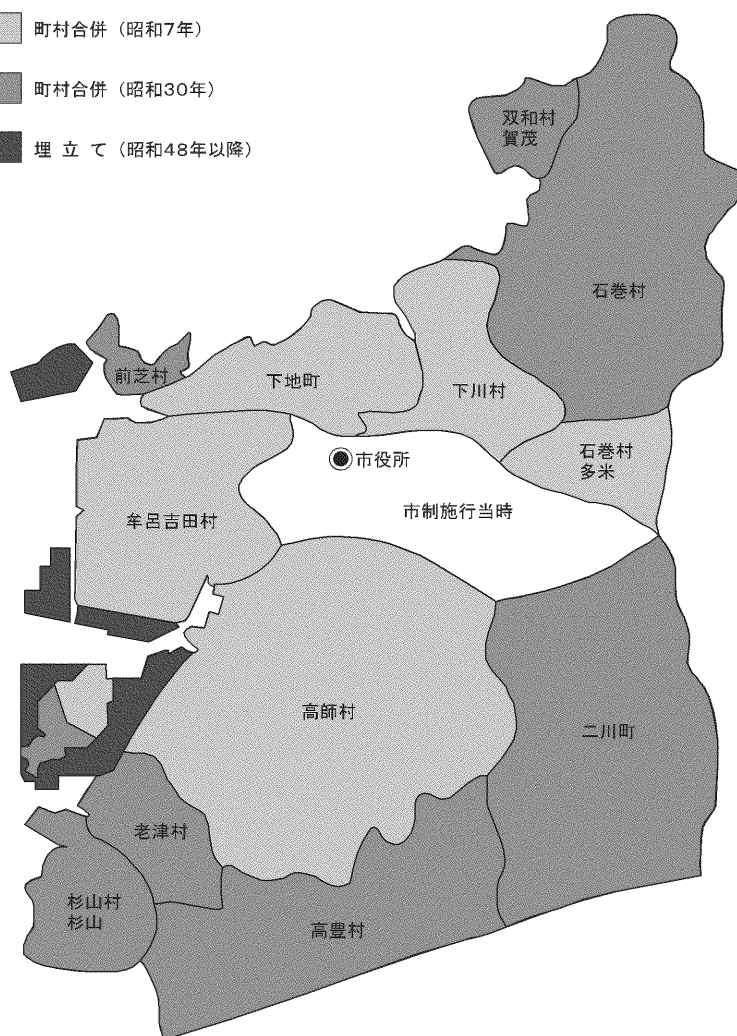 町村合併（昭和7年）
町村合併（昭和30年）
埋立て（昭和48年以降）
双和村
賀茂
石巻村
前芝村
下地町
下川村
石巻村
多米
市役所
市制施行当時
牟呂吉田村
高師村
二川町
老津村
杉山村
杉山
高豊村